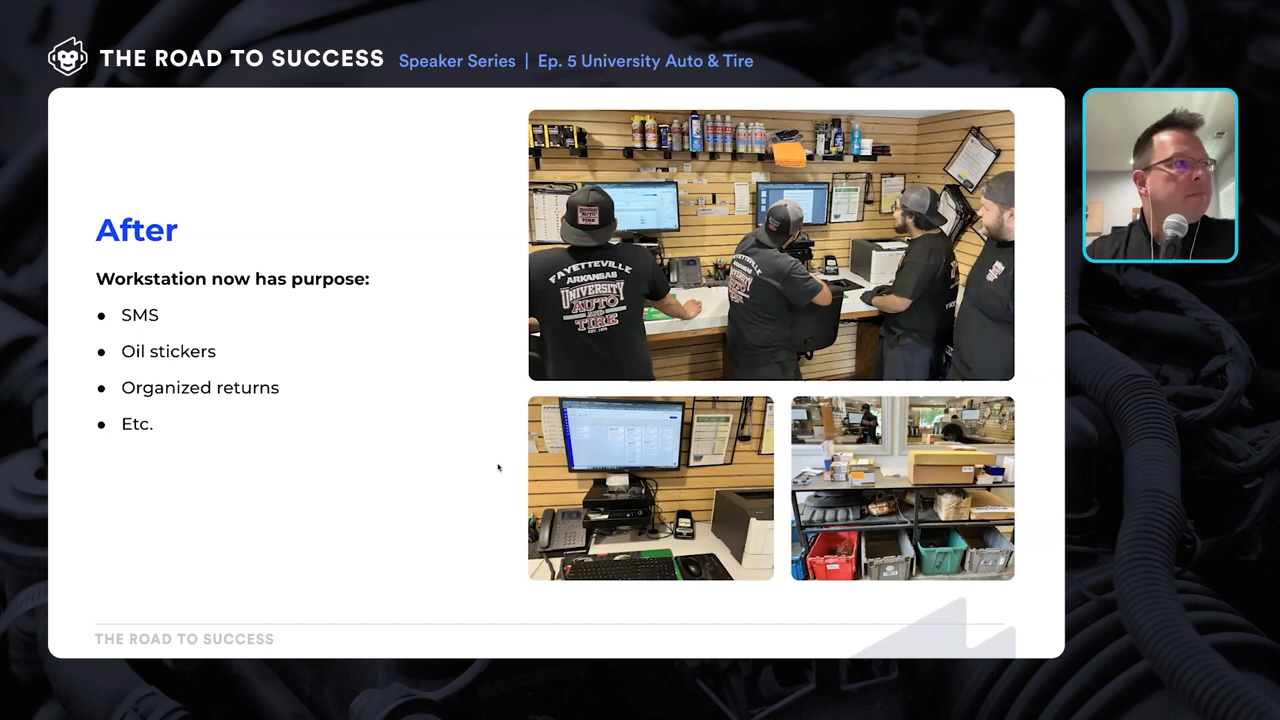 THE ROAD TO SUCCESS Speaker Series | Ep. 5 University Auto & Tire
After
Workstation now has purpose:
SMS
Oil stickers
Organized returns
Etc.
FAYETTEVILLE
ARKANSAS
UNIVERSITY
AUTO
AND
TIRE
THE ROAD TO SUCCESS